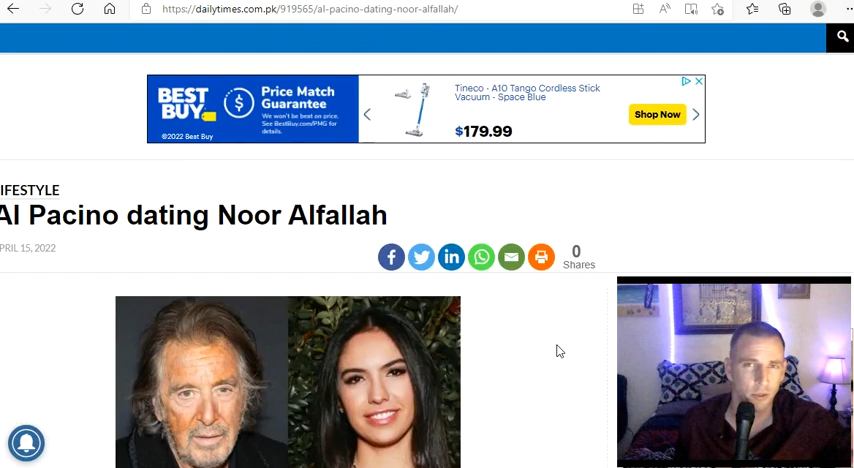 https://dailytimes.com.pk/919565/al-pacino-dating-noor-alfallah/
BEST BUY
Price Match Guarantee
We won't be beat on price.
See BestBuy.com/PMG for
details.
©2022 Best Buy
Tineco - A10 Tango Cordless Stick
Vacuum - Space Blue
$179.99
Shop Now
IFESTYLE
Al Pacino dating Noor Alfallah
PRIL 15, 2022
0
Shares